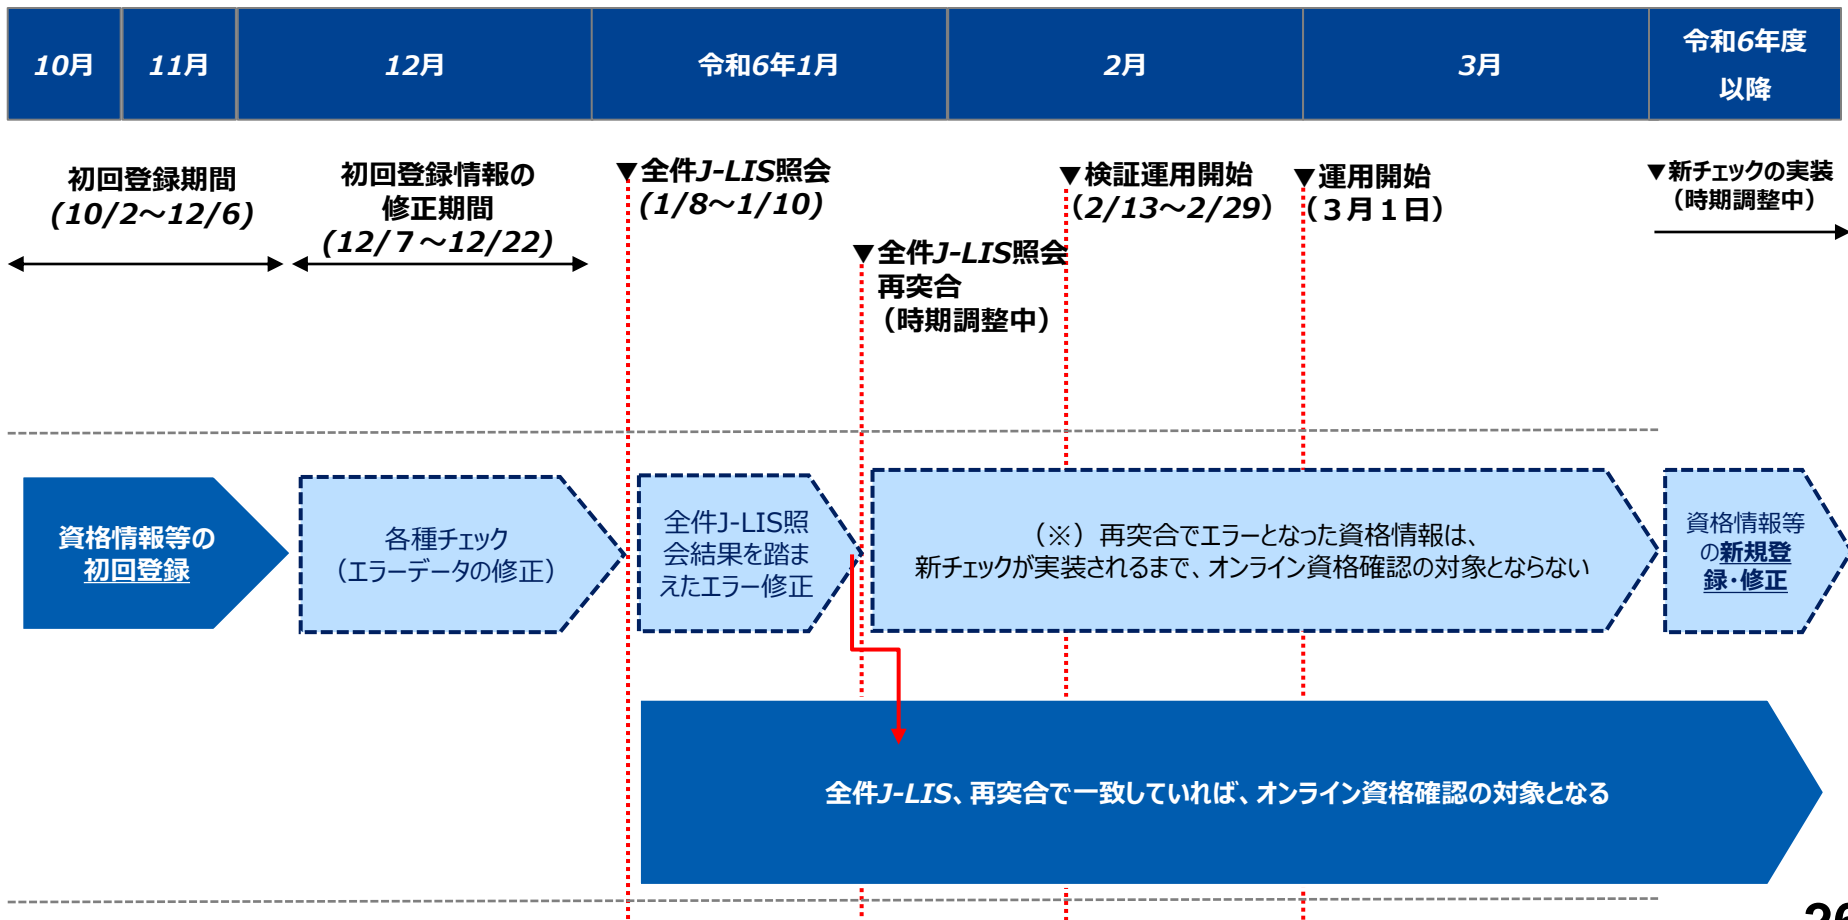 10月
11月
12月
令和6年1月
2月
3月
令和6年度
以降
初回登録期間
(10/2～12/6)
初回登録情報の
修正期間
(12/７～12/22)
▼全件J-LIS照会
(1/8～1/10)
▼全件J-LIS照会
再突合
（時期調整中）
▼検証運用開始
（2/13～2/29）
▼運用開始
（３月１日）
▼新チェックの実装
（時期調整中）
資格情報等の
初回登録
各種チェック
（エラーデータの修正）
全件J-LIS照
会結果を踏ま
えたエラー修正
（※）再突合でエラーとなった資格情報は、
新チェックが実装されるまで、オンライン資格確認の対象とならない
資格情報等
の新規登
録・修正
全件J-LIS、再突合で一致していれば、オンライン資格確認の対象となる